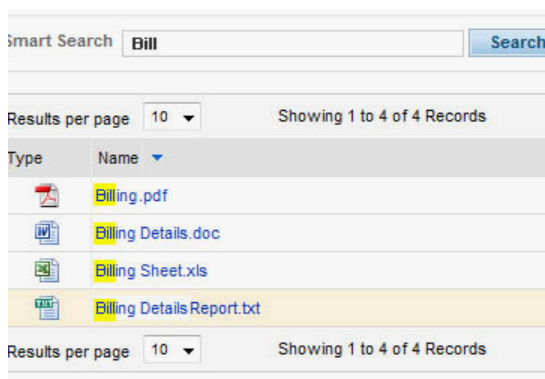 Smart Search Bill Search
Results per page 10 Showing 1 to 4 of 4 Records
Type Name
Billing.pdf
Billing Details.doc
Billing Sheet.xls
TXT Billing DetailsReport.txt
Results per page 10 Showing 1 to 4 of 4 Records